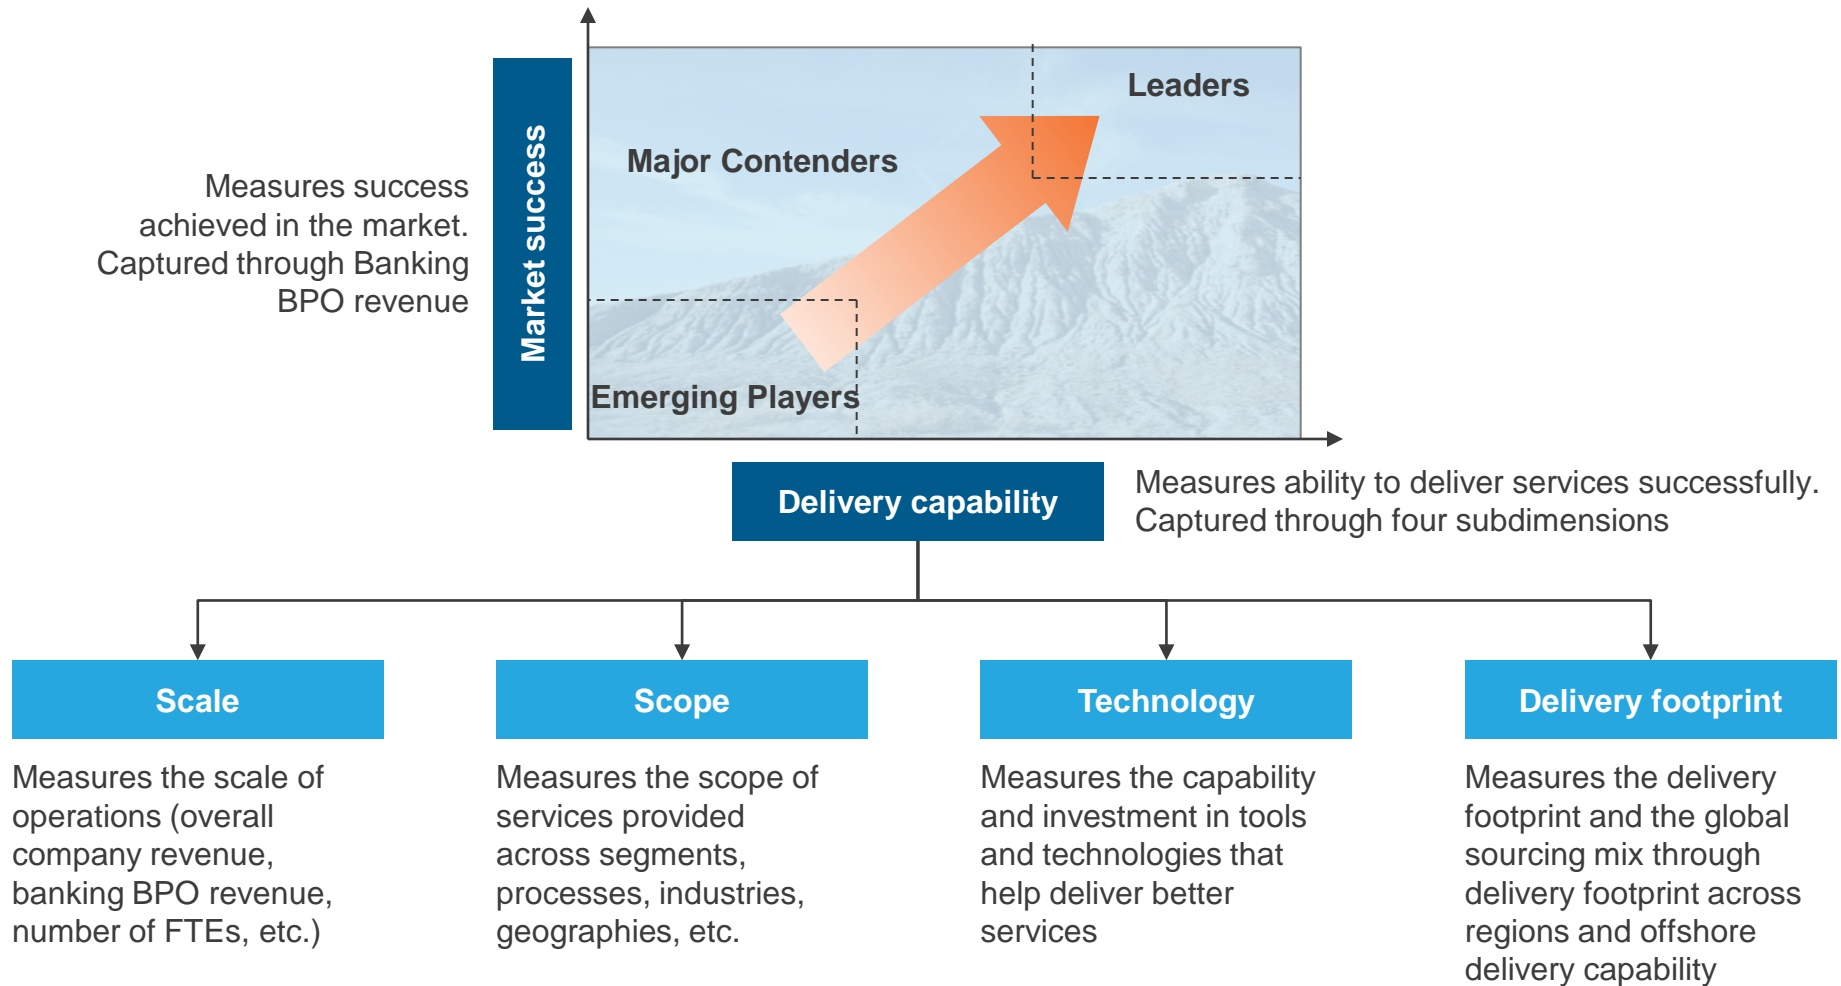 Leaders
Major Contenders
Emerging Players
Market success
Measures success
achieved in the market.
Captured through Banking
BPO revenue
Delivery capability
Measures ability to deliver services successfully.
Captured through four subdimensions
Scale
Measures the scale of
operations (overall
company revenue,
banking BPO revenue,
number of FTEs, etc.)
Scope
Measures the scope of
services provided
across segments,
processes, industries,
geographies, etc.
Technology
Measures the capability
and investment in tools
and technologies that
help deliver better
services
Delivery footprint
Measures the delivery
footprint and the global
sourcing mix through
delivery footprint across
regions and offshore
delivery capability